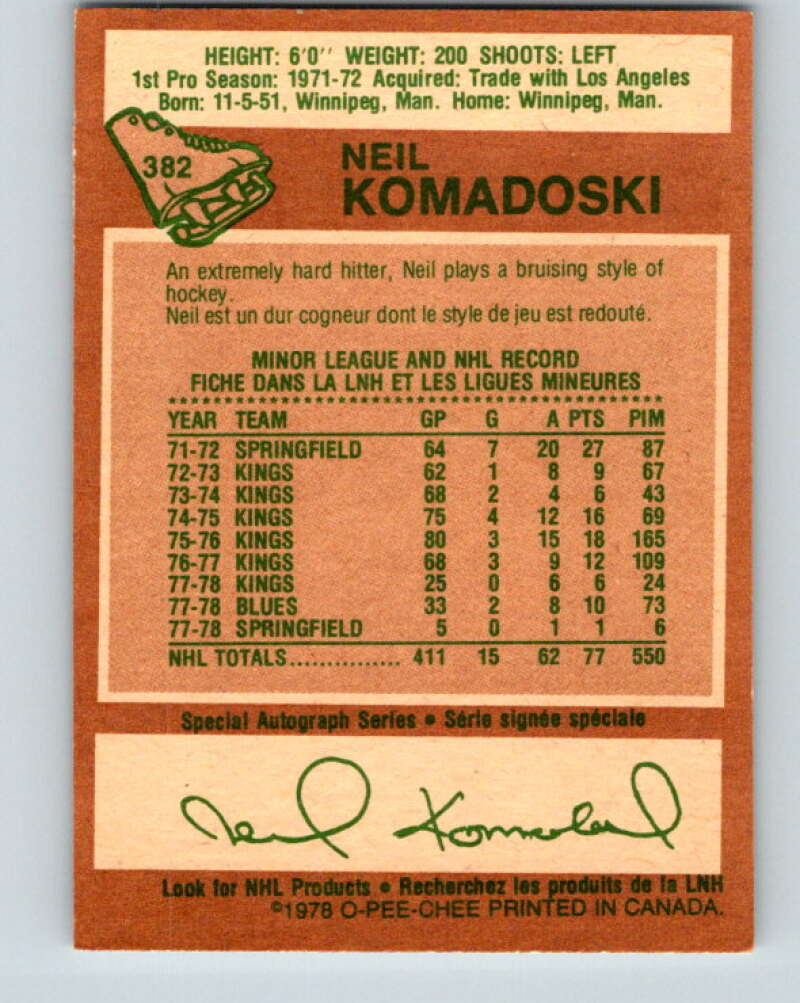 HEIGHT: 6'0'' WEIGHT: 200 SHOOTS: LEFT
1st Pro Season: 1971-72 Acquired: Trade with Los Angeles
Born: 11-5-51, Winnipeg, Man. Home: Winnipeg, Man.
382
NEIL
KOMADOSKI
An extremely hard hitter, Neil plays a bruising style of
hockey.
Neil est un dur cogneur dont le style de jeu est redouté.
MINOR LEAGUE AND NHL RECORD
FICHE DANS LA LNH ET LES LIGUES MINEURES
YEAR TEAM GP G A PTS PIM
71-72 SPRINGFIELD 64 7 20 27 87
72-73 KINGS 62 1 8 9 67
73-74 KINGS 68 2 4 6 43
74-75 KINGS 75 4 12 16 69
75-76 KINGS 80 3 15 18 165
76-77 KINGS 68 3 9 12 109
77-78 KINGS 25 0 6 6 24
77-78 BLUES 33 2 8 10 73
77-78 SPRINGFIELD 5 0 1 1 6
NHL TOTALS............... 411 15 62 77 550
Special Autograph Series • Série signée spéciale
Neil Komadoski
Look for NHL Products • Recherchez les produits de la LNH
©1978 O-PEE-CHEE PRINTED IN CANADA.